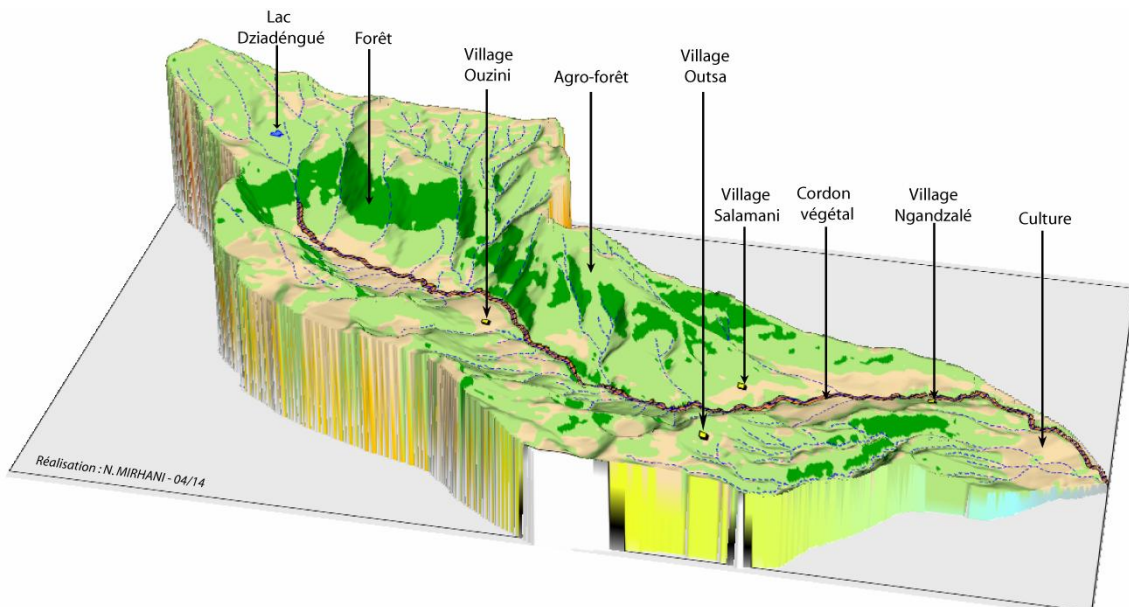 Lac
Dziadéngué
Forêt
Village
Ouzini
Agro-forêt
Village
Outsa
Village
Salamani
Cordon
végétal
Village
Ngandzalé
Culture
Réalisation : N. MIRHANI - 04/14